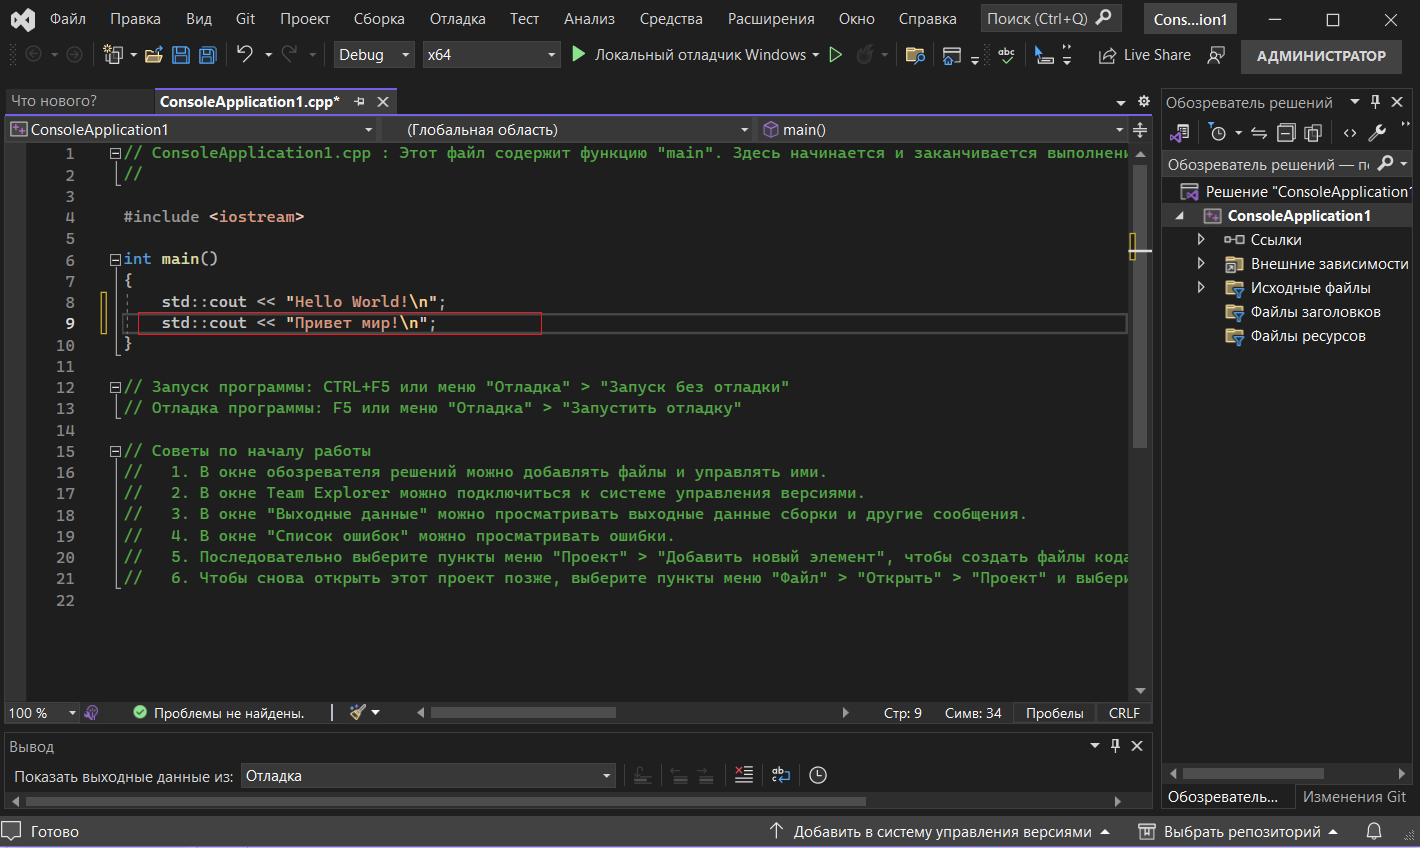 Файл Правка Вид Git Проект Сборка Отладка Тест Анализ Средства Расширения Окно Справка Поиск (Ctrl+Q) Cons...ion1
Debug x64 Локальный отладчик Windows abc Live Share АДМИНИСТРАТОР
Что нового? ConsoleApplication1.cpp*
ConsoleApplication1 (Глобальная область) main()
1 // ConsoleApplication1.cpp : Этот файл содержит функцию "main". Здесь начинается и заканчивается выполнени
2 //
3
4 #include <iostream>
5
6 int main()
7 {
8 std::cout << "Hello World!\n";
9 std::cout << "Привет мир!\n";
10 }
11
12 // Запуск программы: CTRL+F5 или меню "Отладка" > "Запуск без отладки"
13 // Отладка программы: F5 или меню "Отладка" > "Запустить отладку"
14
15 // Советы по началу работы
16 // 1. В окне обозревателя решений можно добавлять файлы и управлять ими.
17 // 2. В окне Team Explorer можно подключиться к системе управления версиями.
18 // 3. В окне "Выходные данные" можно просматривать выходные данные сборки и другие сообщения.
19 // 4. В окне "Список ошибок" можно просматривать ошибки.
20 // 5. Последовательно выберите пункты меню "Проект" > "Добавить новый элемент", чтобы создать файлы кода
21 // 6. Чтобы снова открыть этот проект позже, выберите пункты меню "Файл" > "Открыть" > "Проект" и выбери
22
100 % Проблемы не найдены. Стр: 9 Симв: 34 Пробелы CRLF
Вывод
Показать выходные данные из: Отладка
Обозреватель решений
Обозреватель решений — п
Решение "ConsoleApplication1
ConsoleApplication1
Ссылки
Внешние зависимости
Исходные файлы
Файлы заголовков
Файлы ресурсов
Обозреватель... Изменения Git
Готово Добавить в систему управления версиями Выбрать репозиторий